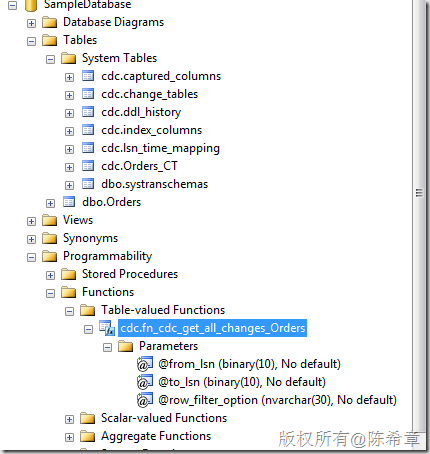 SampleDatabase
Database Diagrams
Tables
System Tables
cdc.captured_columns
cdc.change_tables
cdc.ddl_history
cdc.index_columns
cdc.lsn_time_mapping
cdc.Orders_CT
dbo.systranschemas
dbo.Orders
Views
Synonyms
Programmability
Stored Procedures
Functions
Table-valued Functions
cdc.fn_cdc_get_all_changes_Orders
Parameters
@from_lsn (binary(10), No default)
@to_lsn (binary(10), No default)
@row_filter_option (nvarchar(30), No default)
Scalar-valued Functions
Aggregate Functions
版权所有@陈希章